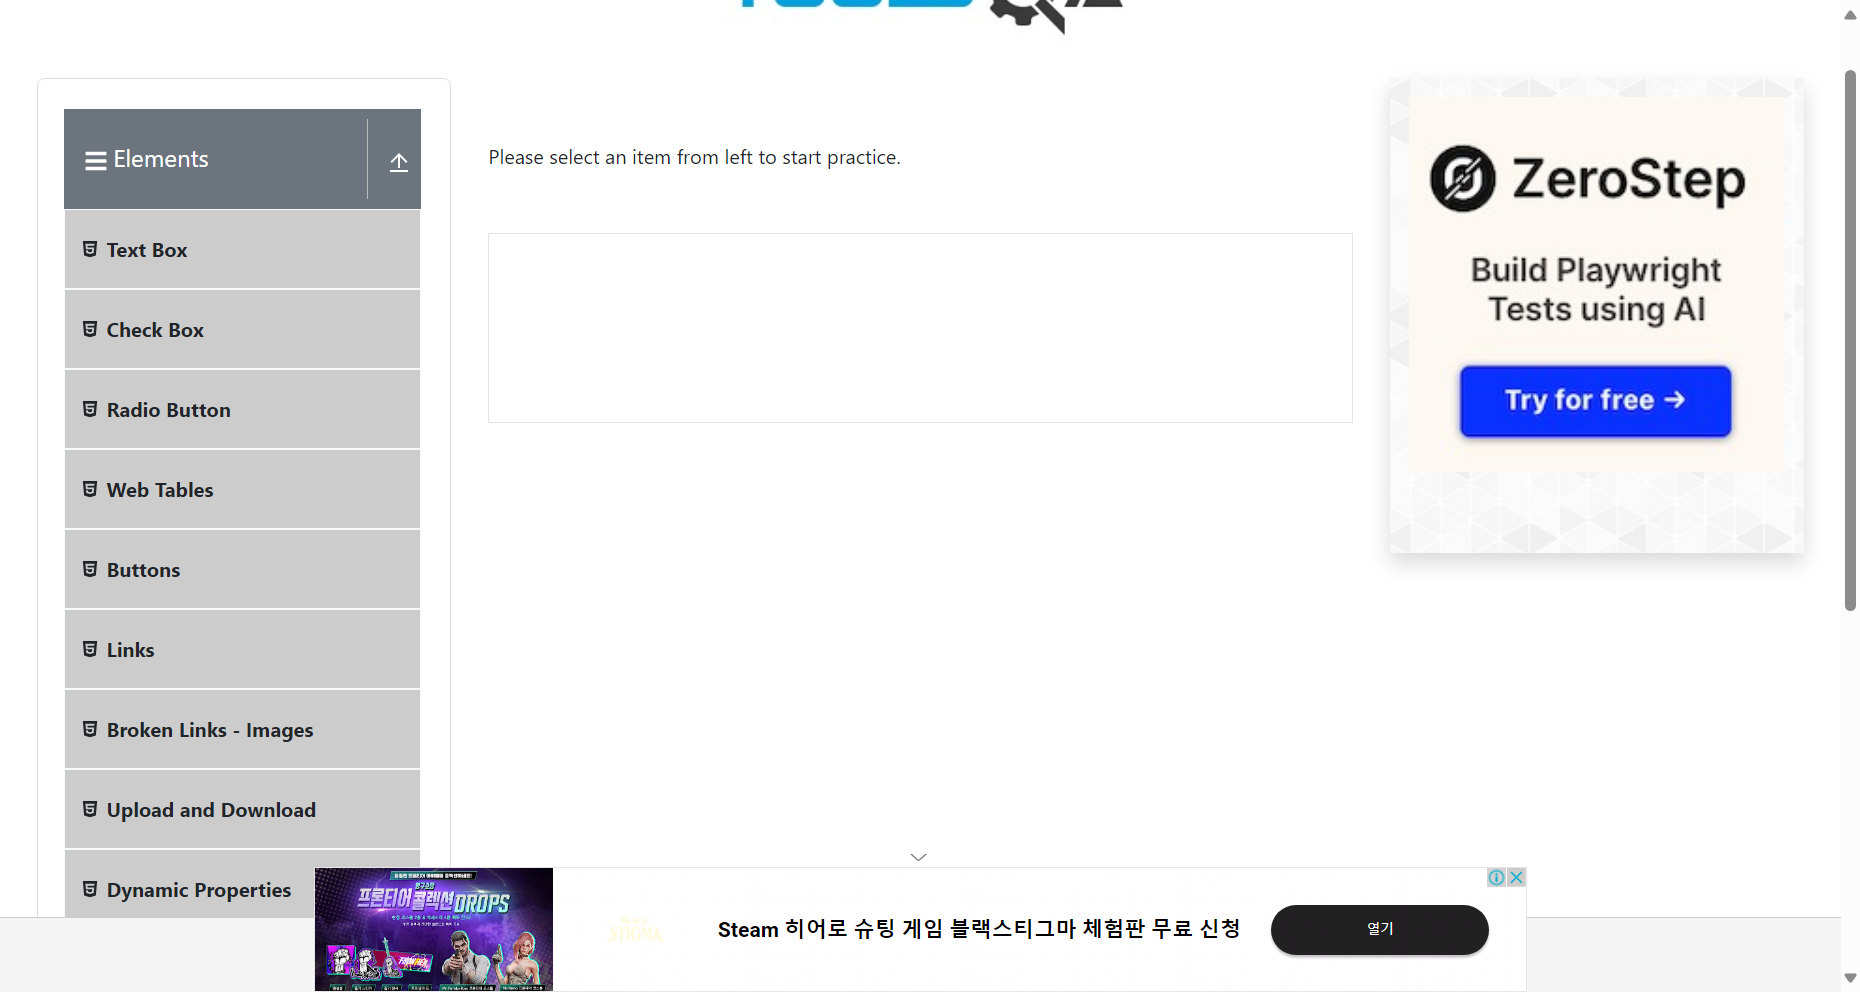 Elements
Please select an item from left to start practice.
Text Box
Check Box
Radio Button
Web Tables
Buttons
Links
Broken Links - Images
Upload and Download
Dynamic Properties
ZeroStep
Build Playwright
Tests using AI
Try for free →
프론티어 콜렉션 DROPS
STIGMA
Steam 히어로 슈팅 게임 블랙스티그마 체험판 무료 신청
열기